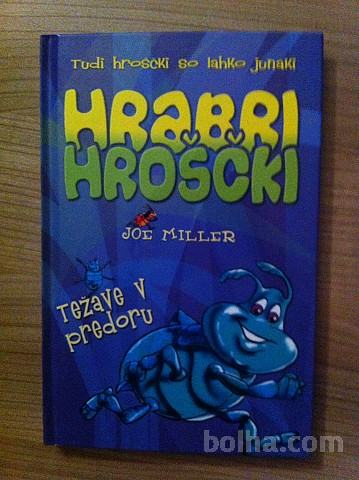 Tudi hroščki so lahko junaki
HRABRI
HROŠČKI
JOE MILLER
Težave v
predoru
bolha.com